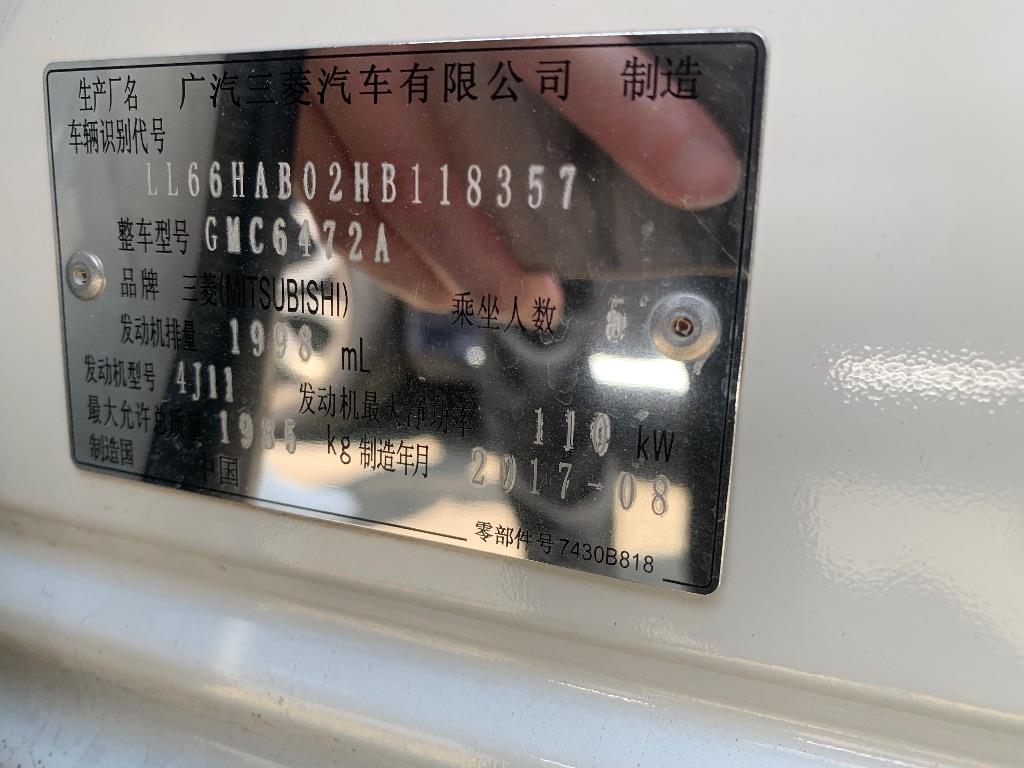 生产厂名 广汽三菱汽车有限公司 制造
车辆识别代号
LL66HAB02HB118357
整车型号 GMC6472A
品牌 三菱(MITSUBISHI) 乘坐人数 5
发动机排量 1998 mL
发动机型号 4J11 发动机最大净功率 110 kW
最大允许总质量 1985 kg 制造年月 2017-08
制造国 中国
零部件号 7430B818